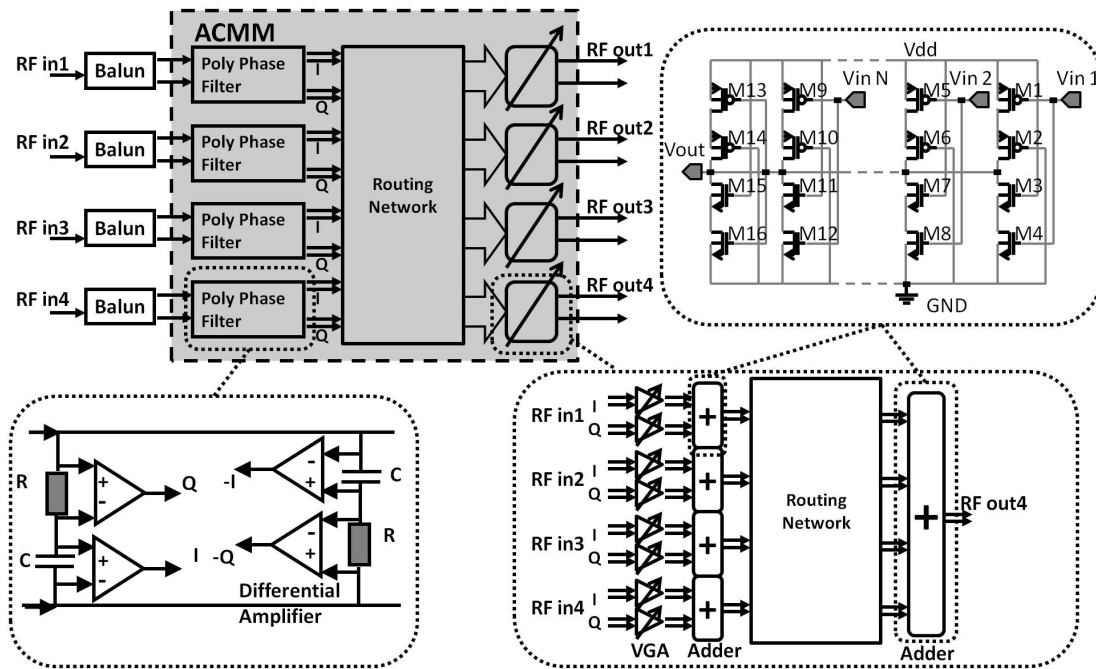 ACMM
RF in1
Balun
Poly Phase
Filter
I
Q
RF out1
RF in2
Balun
Poly Phase
Filter
I
Q
RF out2
Routing
Network
RF in3
Balun
Poly Phase
Filter
I
Q
RF out3
RF in4
Balun
Poly Phase
Filter
I
Q
RF out4
Vdd
M13
M9
Vin N
M5
Vin 2
M1
Vin 1
M14
M10
M6
M2
Vout
M15
M11
M7
M3
M16
M12
M8
M4
GND
R
+
-
Q
-I
-
+
C
C
+
-
I
-Q
-
+
R
Differential
Amplifier
RF in1
I
Q
+
RF in2
I
Q
+
Routing
Network
+
RF out4
RF in3
I
Q
+
RF in4
I
Q
+
VGA
Adder
Adder